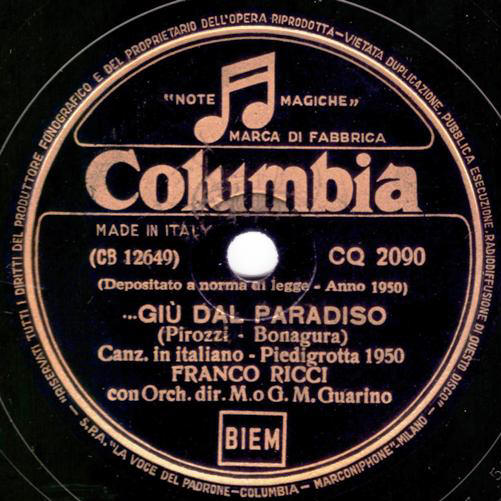 "RISERVATI TUTTI I DIRITTI DEL PRODUTTORE FONOGRAFICO E DEL PROPRIETARIO DELL'OPERA RIPRODOTTA-VIETATA DUPLICAZIONE, PUBBLICA ESECUZIONE, RADIODIFFUSIONE DI QUESTO DISCO"
"NOTE MAGICHE"
MARCA DI FABBRICA
Columbia
MADE IN ITALY
(CB 12649) CQ 2090
(Depositato a norma di legge - Anno 1950)
...GIÙ DAL PARADISO
(Pirozzi - Bonagura)
Canz. in italiano - Piedigrotta 1950
FRANCO RICCI
con Orch. dir. M.o G. M. Guarino
BIEM
S.P.A. "LA VOCE DEL PADRONE-COLUMBIA-MARCONIPHONE"-MILANO